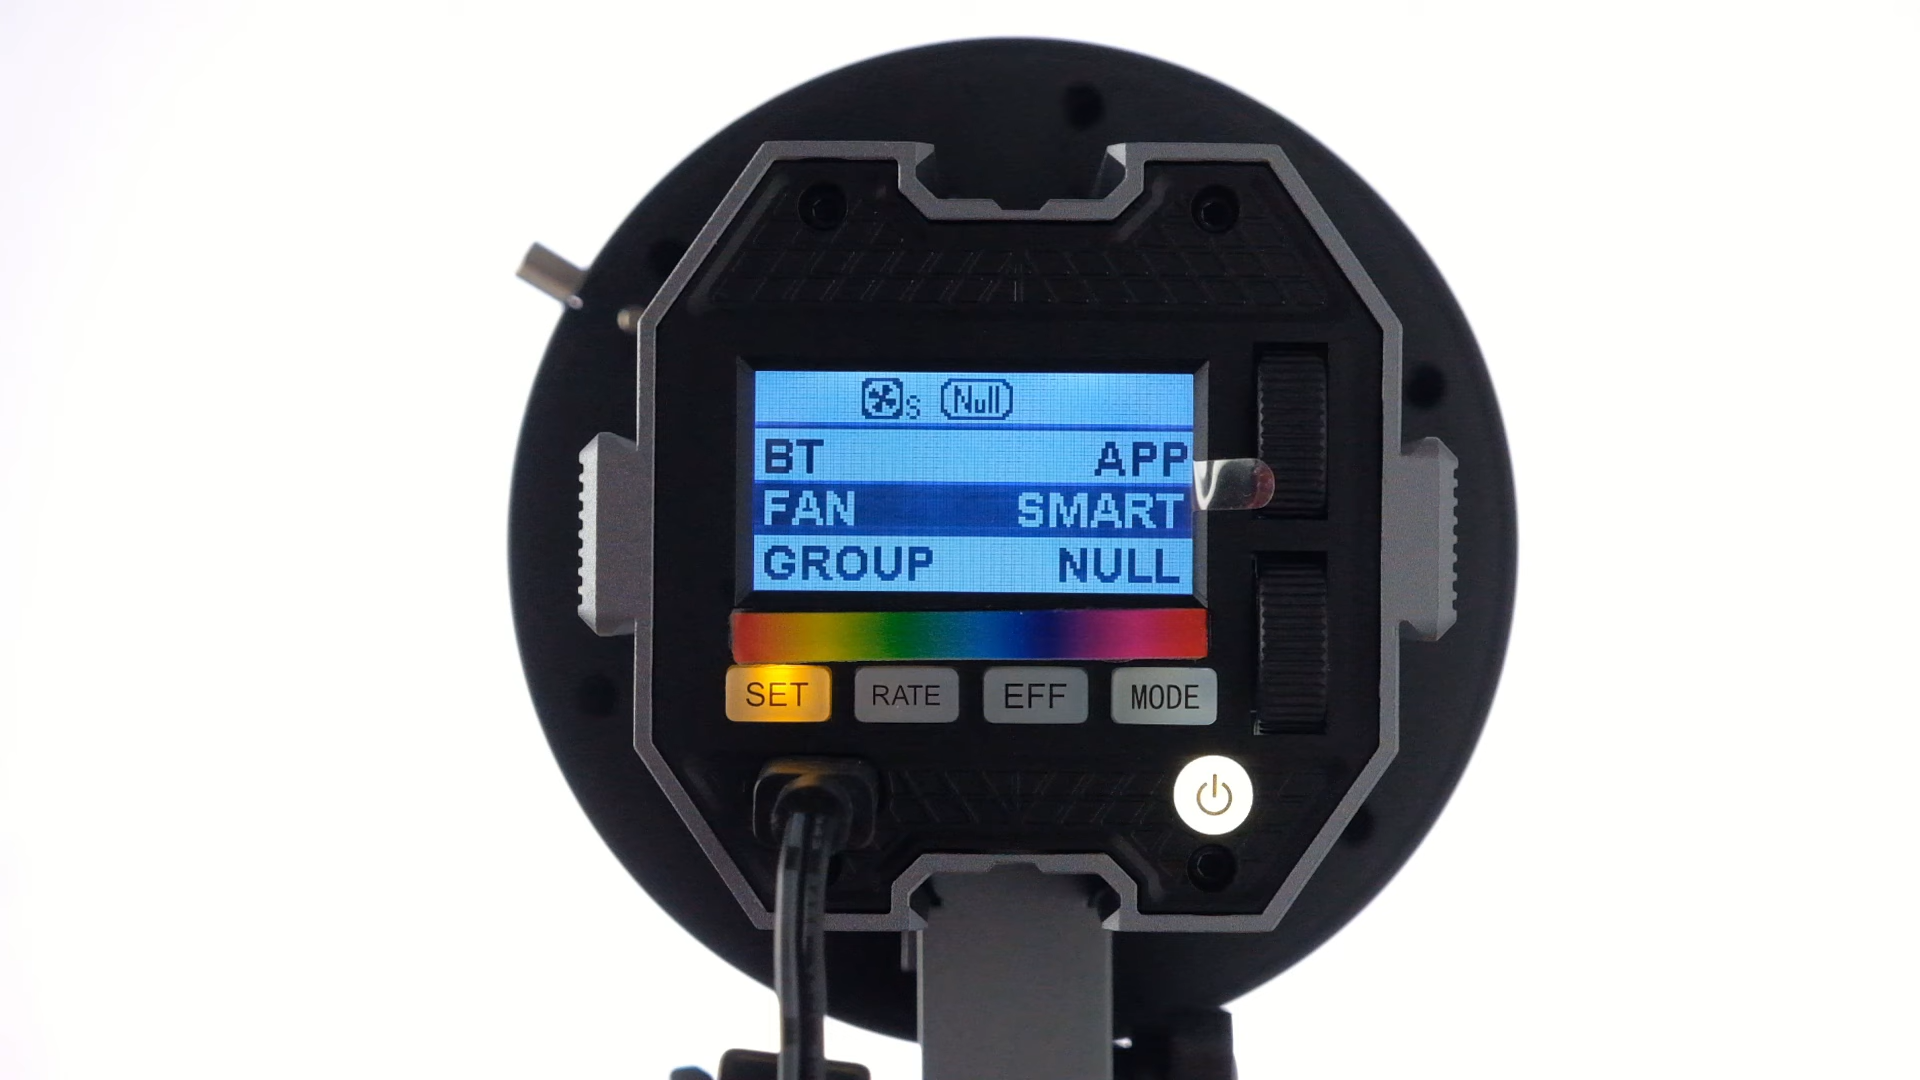 S Null
BT APP
FAN SMART
GROUP NULL
SET RATE EFF MODE